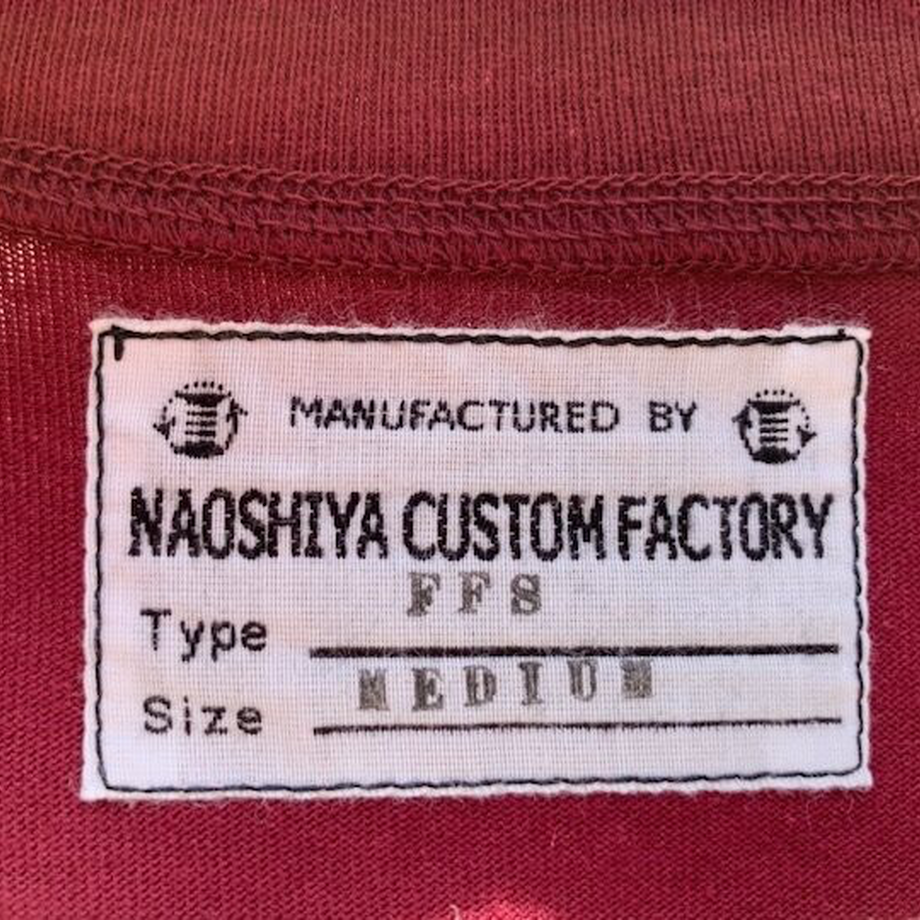 MANUFACTURED BY
NAOSHIYA CUSTOM FACTORY
FFS
Type
MEDIUM
Size